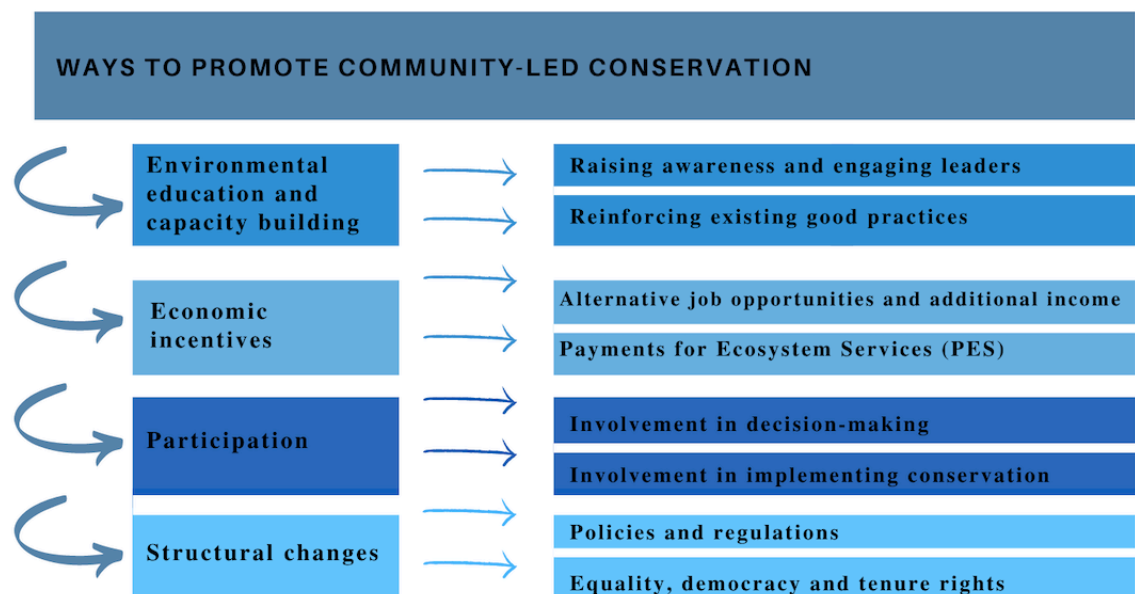 WAYS TO PROMOTE COMMUNITY-LED CONSERVATION
Environmental
education and
capacity building
Raising awareness and engaging leaders
Reinforcing existing good practices
Economic
incentives
Alternative job opportunities and additional income
Payments for Ecosystem Services (PES)
Participation
Involvement in decision-making
Involvement in implementing conservation
Structural changes
Policies and regulations
Equality, democracy and tenure rights